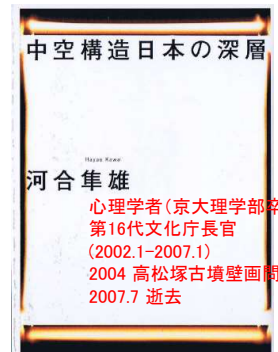 中空構造日本の深層
Hayao Kawai
河合隼雄
心理学者(京大理学部卒
第16代文化庁長官
(2002.1-2007.1)
2004 高松塚古墳壁画問
2007.7 逝去